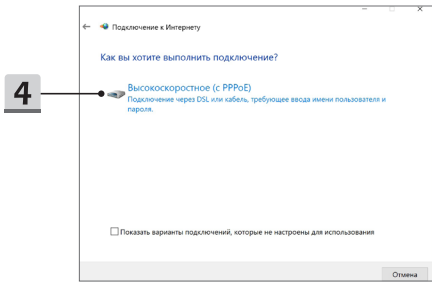 Подключение к Интернету
Как вы хотите выполнить подключение?
4
Высокоскоростное (с PPPoE)
Подключение через DSL или кабель, требующее ввода имени пользователя и
пароля.
Показать варианты подключений, которые не настроены для использования
Отмена